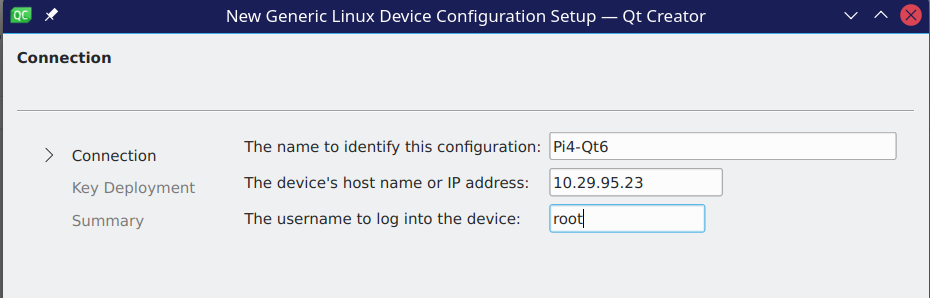 QC New Generic Linux Device Configuration Setup — Qt Creator
Connection
Connection
The name to identify this configuration: Pi4-Qt6
Key Deployment
The device's host name or IP address: 10.29.95.23
Summary
The username to log into the device: root